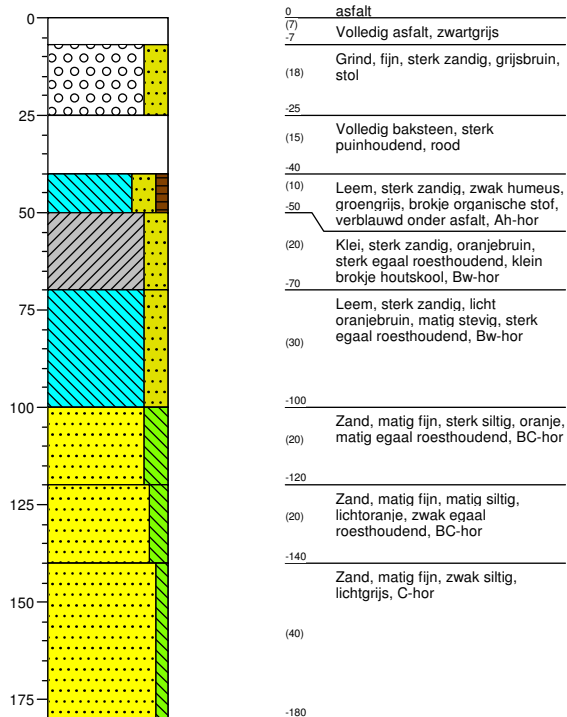 0
25
50
75
100
125
150
175
0 asfalt
(7) Volledig asfalt, zwartgrijs
-7
Grind, fijn, sterk zandig, grijsbruin,
(18) stol
-25
Volledig baksteen, sterk
(15) puinhoudend, rood
-40
(10) Leem, sterk zandig, zwak humeus,
groengrijs, brokje organische stof,
-50
verblauwd onder asfalt, Ah-hor
(20) Klei, sterk zandig, oranjebruin,
sterk egaal roesthoudend, klein
brokje houtskool, Bw-hor
-70
Leem, sterk zandig, licht
oranjebruin, matig stevig, sterk
egaal roesthoudend, Bw-hor
(30)
-100
Zand, matig fijn, sterk siltig, oranje,
(20) matig egaal roesthoudend, BC-hor
-120
Zand, matig fijn, matig siltig,
(20) lichtoranje, zwak egaal
roesthoudend, BC-hor
-140
Zand, matig fijn, zwak siltig,
lichtgrijs, C-hor
(40)
-180